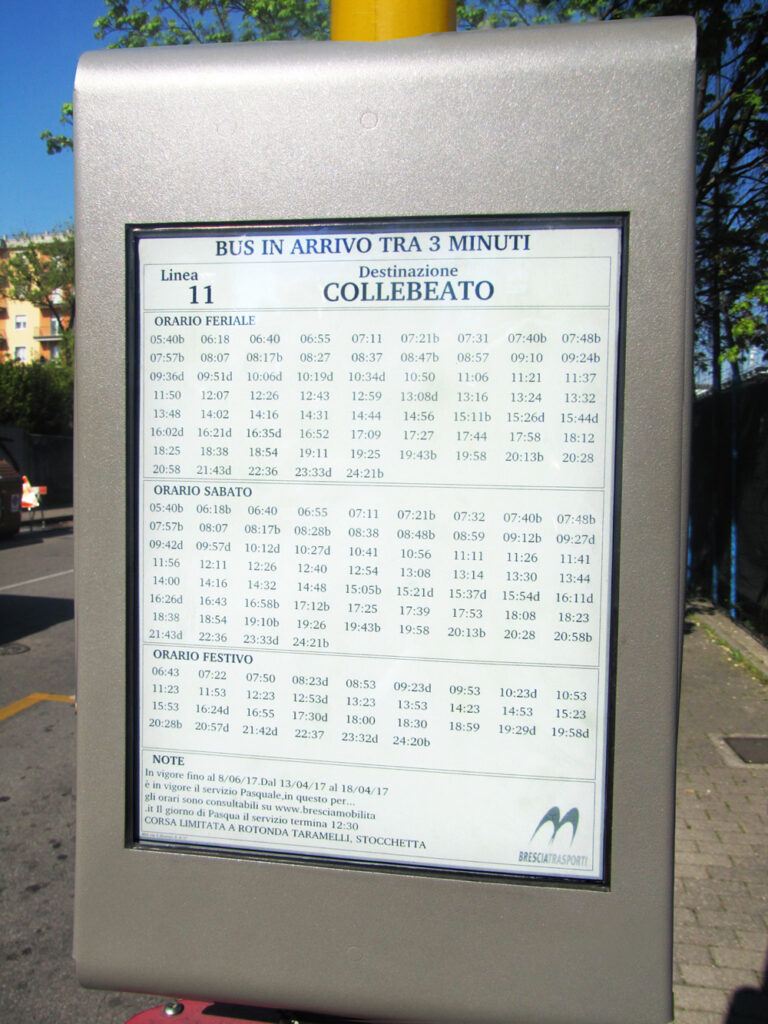 BUS IN ARRIVO TRA 3 MINUTI
Linea Destinazione
11 COLLEBEATO
ORARIO FERIALE
05:40b 06:18 06:40 06:55 07:11 07:21b 07:31 07:40b 07:48b
07:57b 08:07 08:17b 08:27 08:37 08:47b 08:57 09:10 09:24b
09:36d 09:51d 10:06d 10:19d 10:34d 10:50 11:06 11:21 11:37
11:50 12:07 12:26 12:43 12:59 13:08d 13:16 13:24 13:32
13:48 14:02 14:16 14:31 14:44 14:56 15:11b 15:26d 15:44d
16:02d 16:21d 16:35d 16:52 17:09 17:27 17:44 17:58 18:12
18:25 18:38 18:54 19:11 19:25 19:43b 19:58 20:13b 20:28
20:58 21:43d 22:36 23:33d 24:21b
ORARIO SABATO
05:40b 06:18b 06:40 06:55 07:11 07:21b 07:32 07:40b 07:48b
07:57b 08:07 08:17b 08:28b 08:38 08:48b 08:59 09:12b 09:27d
09:42d 09:57d 10:12d 10:27d 10:41 10:56 11:11 11:26 11:41
11:56 12:11 12:26 12:40 12:54 13:08 13:14 13:30 13:44
14:00 14:16 14:32 14:48 15:05b 15:21d 15:37d 15:54d 16:11d
16:26d 16:43 16:58b 17:12b 17:25 17:39 17:53 18:08 18:23
18:38 18:54 19:10b 19:26 19:43b 19:58 20:13b 20:28 20:58b
21:43d 22:36 23:33d 24:21b
ORARIO FESTIVO
06:43 07:22 07:50 08:23d 08:53 09:23d 09:53 10:23d 10:53
11:23 11:53 12:23 12:53d 13:23 13:53 14:23 14:53 15:23
15:53 16:24d 16:55 17:30d 18:00 18:30 18:59 19:29d 19:58d
20:28b 20:57d 21:42d 22:37 23:32d 24:20b
NOTE
In vigore fino al 8/06/17.Dal 13/04/17 al 18/04/17
è in vigore il servizio Pasquale,in questo per...
gli orari sono consultabili su www.bresciamobilita
.it Il giorno di Pasqua il servizio termina 12:30
CORSA LIMITATA A ROTONDA TARAMELLI, STOCCHETTA
BRESCIATRASPORTI